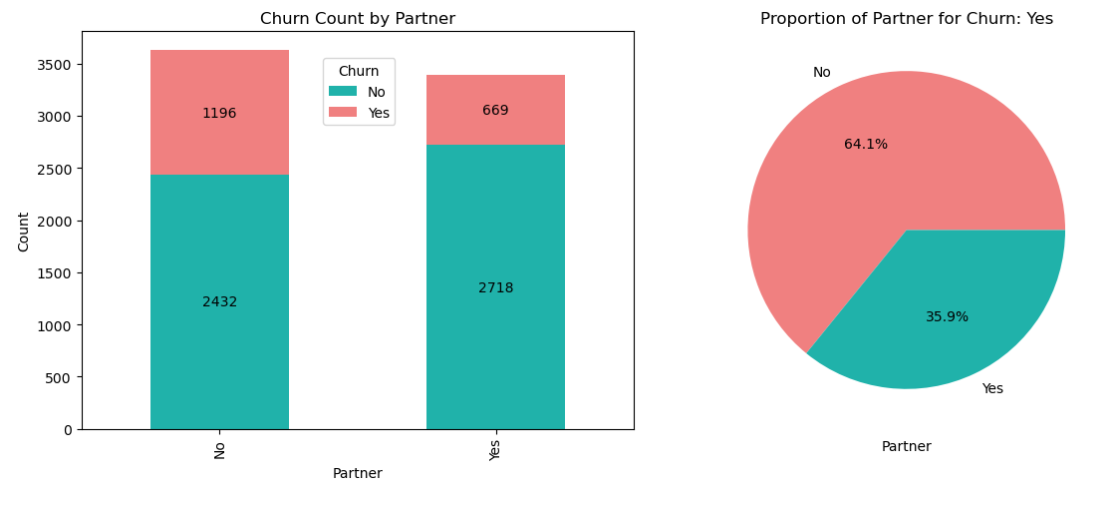 Churn Count by Partner
3500
3000
2500
2000
1500
1000
500
0
Count
1196
2432
669
2718
Churn
No
Yes
No
Yes
Partner
Proportion of Partner for Churn: Yes
No
64.1%
35.9%
Yes
Partner